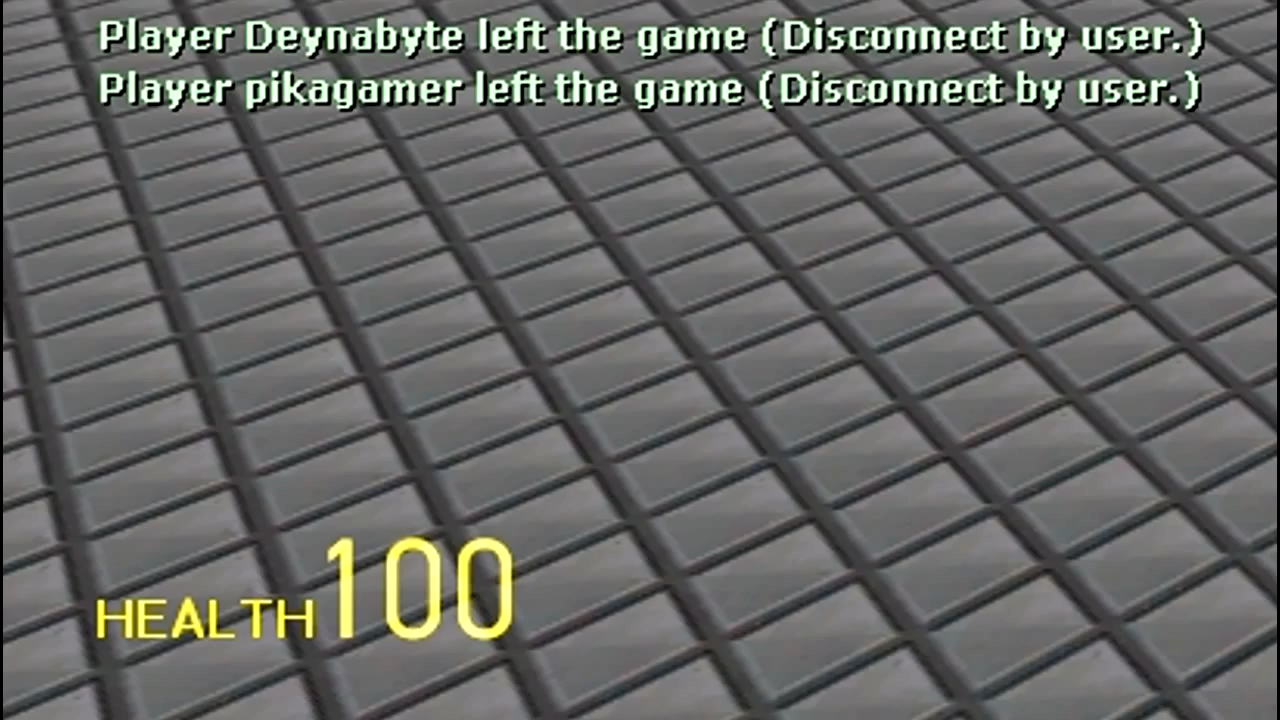 Player Deynabyte left the game (Disconnect by user.)
Player pikagamer left the game (Disconnect by user.)
HEALTH 100